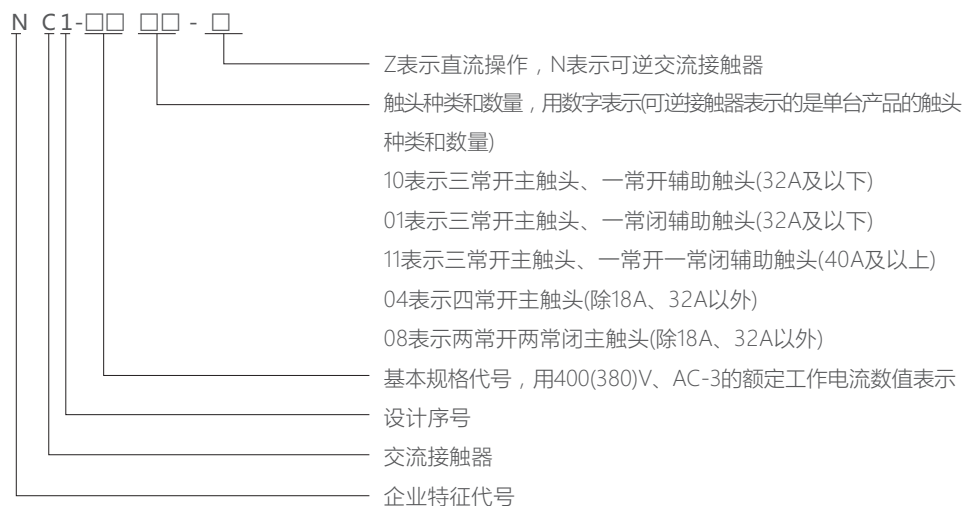 N C1-□□ □□ - □
Z表示直流操作，N表示可逆交流接触器
触头种类和数量，用数字表示(可逆接触器表示的是单台产品的触头
种类和数量)
10表示三常开主触头、一常开辅助触头(32A及以下)
01表示三常开主触头、一常闭辅助触头(32A及以下)
11表示三常开主触头、一常开一常闭辅助触头(40A及以上)
04表示四常开主触头(除18A、32A以外)
08表示两常开两常闭主触头(除18A、32A以外)
基本规格代号，用400(380)V、AC-3的额定工作电流数值表示
设计序号
交流接触器
企业特征代号